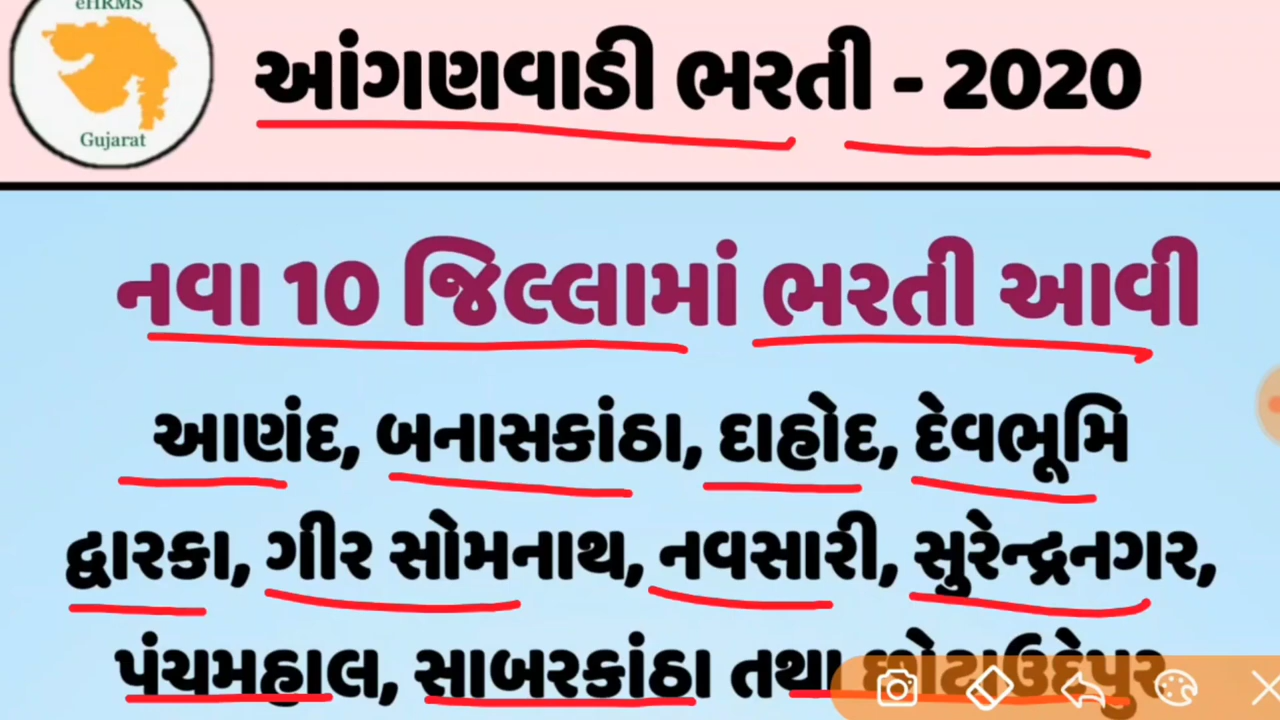 eHRMS
Gujarat
આંગણવાડી ભરતી - 2020
નવા 10 જિલ્લામાં ભરતી આવી
આણંદ, બનાસકાંઠા, દાહોદ, દેવભૂમિ
દ્વારકા, ગીર સોમનાથ, નવસારી, સુરેન્દ્રનગર,
પંચમહાલ, સાબરકાંઠા તથા છોટાઉદેપુર